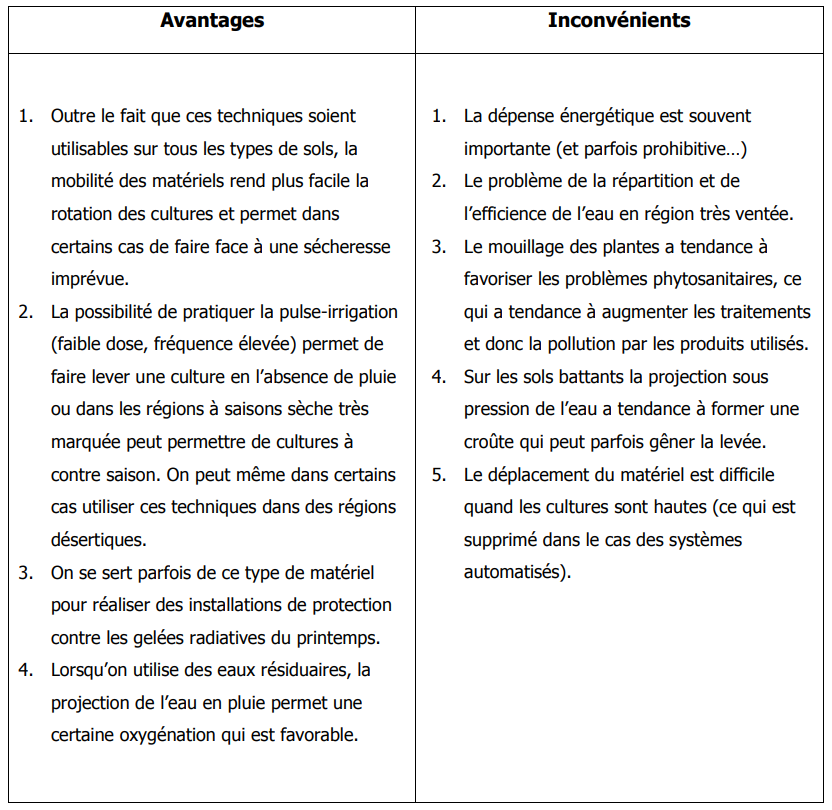 Avantages
Inconvénients
1. Outre le fait que ces techniques soient
utilisables sur tous les types de sols, la
mobilité des matériels rend plus facile la
rotation des cultures et permet dans
certains cas de faire face à une sécheresse
imprévue.
2. La possibilité de pratiquer la pulse-irrigation
(faible dose, fréquence élevée) permet de
faire lever une culture en l’absence de pluie
ou dans les régions à saisons sèche très
marquée peut permettre de cultures à
contre saison. On peut même dans certains
cas utiliser ces techniques dans des régions
désertiques.
3. On se sert parfois de ce type de matériel
pour réaliser des installations de protection
contre les gelées radiatives du printemps.
4. Lorsqu’on utilise des eaux résiduaires, la
projection de l’eau en pluie permet une
certaine oxygénation qui est favorable.
1. La dépense énergétique est souvent
importante (et parfois prohibitive…)
2. Le problème de la répartition et de
l’efficience de l’eau en région très ventée.
3. Le mouillage des plantes a tendance à
favoriser les problèmes phytosanitaires, ce
qui a tendance à augmenter les traitements
et donc la pollution par les produits utilisés.
4. Sur les sols battants la projection sous
pression de l’eau a tendance à former une
croûte qui peut parfois gêner la levée.
5. Le déplacement du matériel est difficile
quand les cultures sont hautes (ce qui est
supprimé dans le cas des systèmes
automatisés).